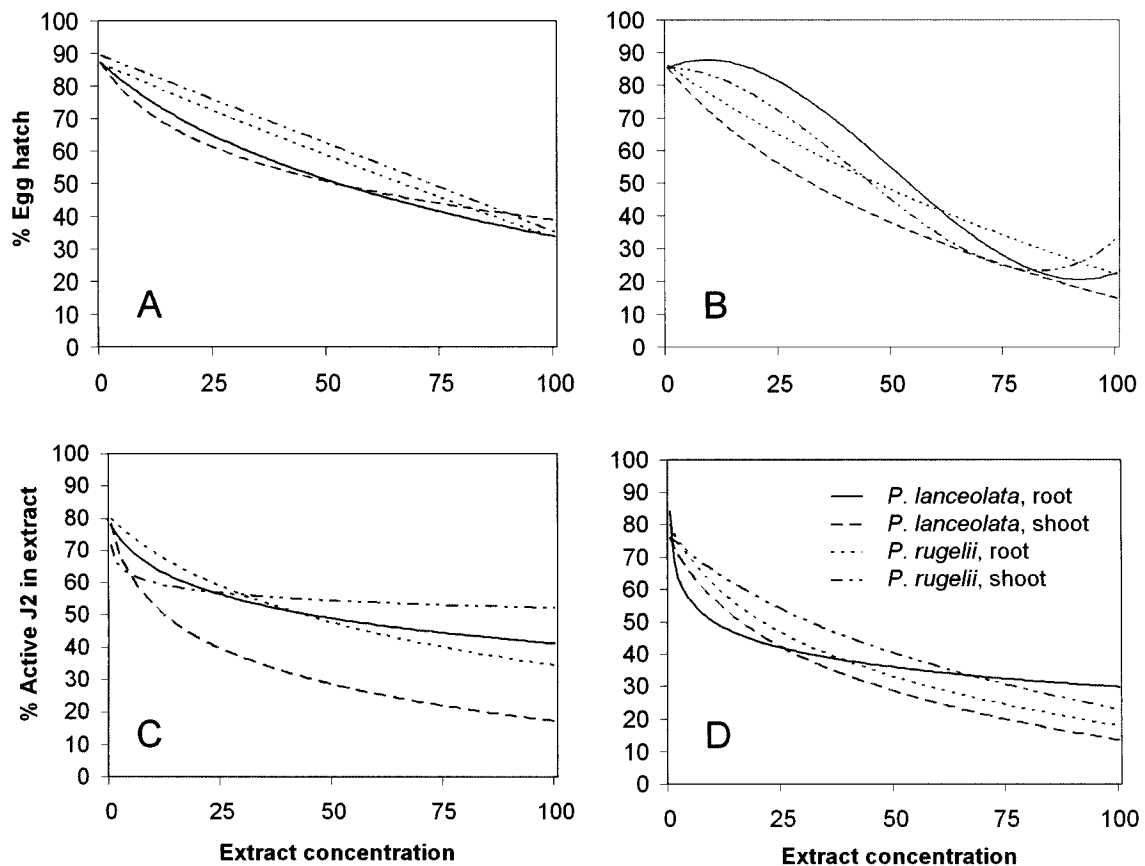 % Egg hatch
100
90
80
70
60
50
40
30
20
10
0
A
0 25 50 75 100
100
90
80
70
60
50
40
30
20
10
0
B
0 25 50 75 100
% Active J2 in extract
100
90
80
70
60
50
40
30
20
10
0
C
0 25 50 75 100
Extract concentration
100
90
80
70
60
50
40
30
20
10
0
P. lanceolata, root
P. lanceolata, shoot
P. rugelii, root
P. rugelii, shoot
D
0 25 50 75 100
Extract concentration